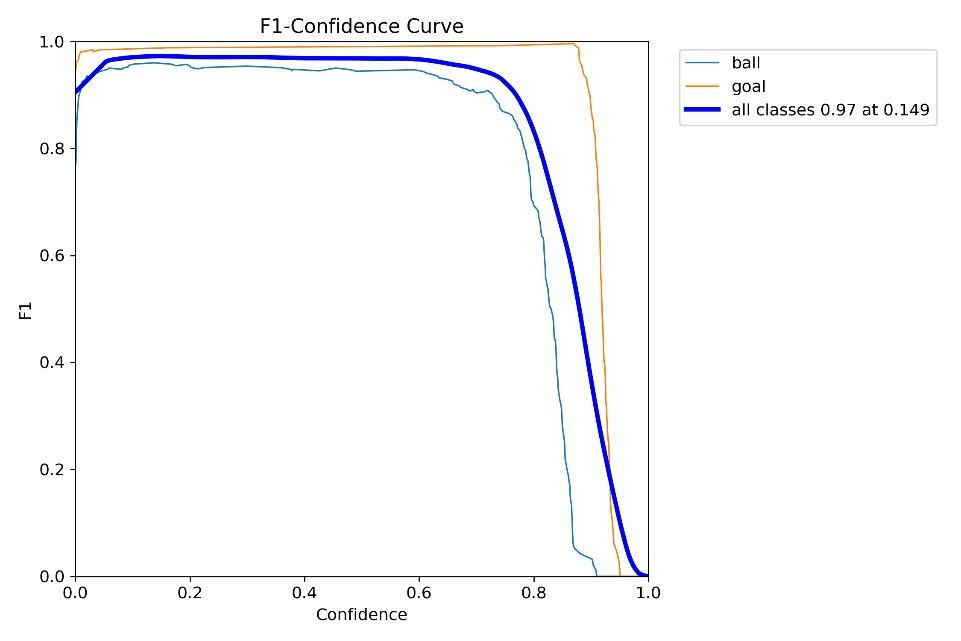 F1-Confidence Curve
ball
goal
all classes 0.97 at 0.149
1.0
0.8
0.6
0.4
0.2
0.0
F1
0.0 0.2 0.4 0.6 0.8 1.0
Confidence